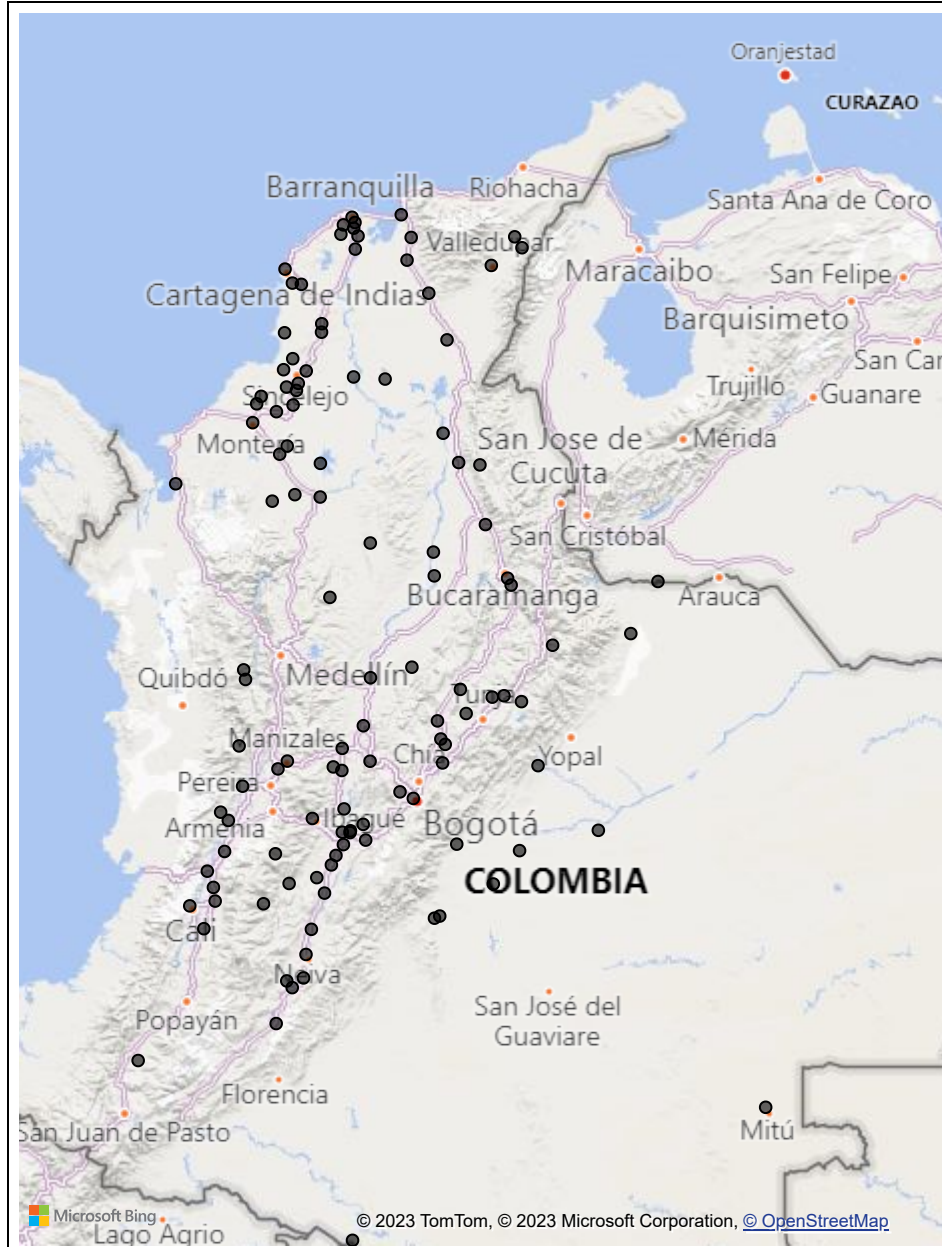 Oranjestad
CURAZAO
Barranquilla
Riohacha
Santa Ana de Coro
Valledupar
Maracaibo
San Felipe
Cartagena de Indias
Barquisimeto
San Car
Trujillo
Guanare
Sincelejo
Montería
San Jose de
Cucuta
Mérida
San Cristóbal
Bucaramanga
Arauca
Quibdó
Medellín
Tunja
Manizales
Chía
Yopal
Pereira
Armenia
Ibagué
Bogotá
COLOMBIA
Cali
Neiva
San José del
Guaviare
Popayán
Florencia
Mitú
San Juan de Pasto
Microsoft Bing
Lago Agrio
© 2023 TomTom, © 2023 Microsoft Corporation, © OpenStreetMap